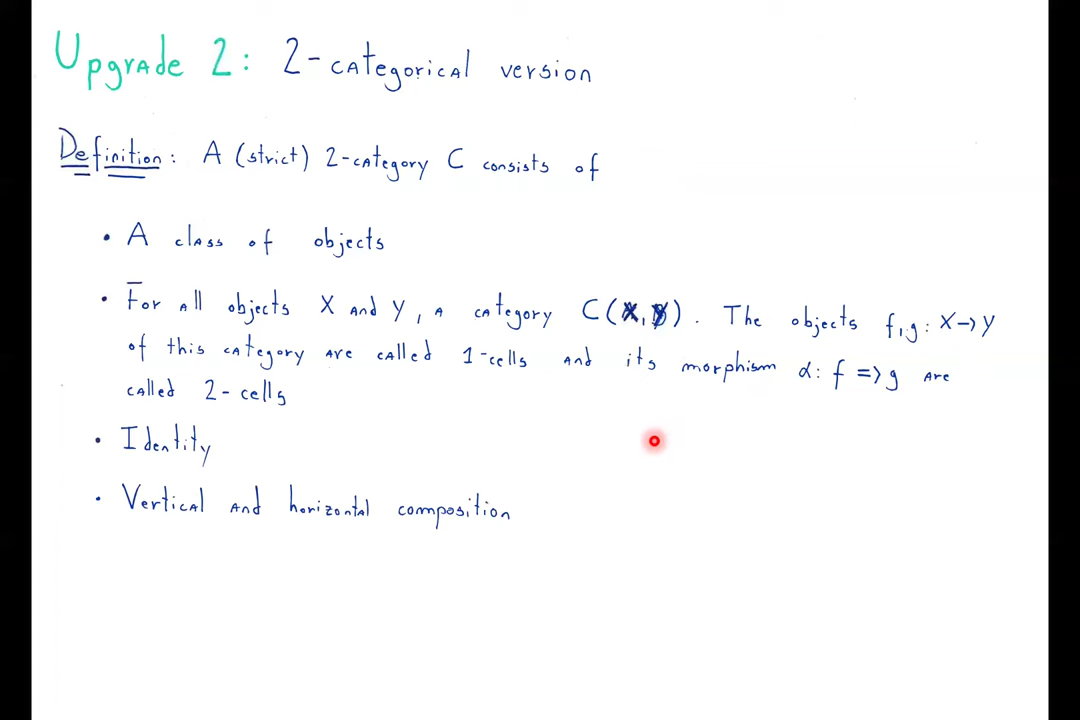 Upgrade 2: 2-categorical version
Definition: A (strict) 2-category C consists of
• A class of objects
• For all objects X and Y, a category C(X,Y). The objects f,g: X→Y
of this category are called 1-cells and its morphism α: f => g are
called 2-cells
• Identity
• Vertical and horizontal composition